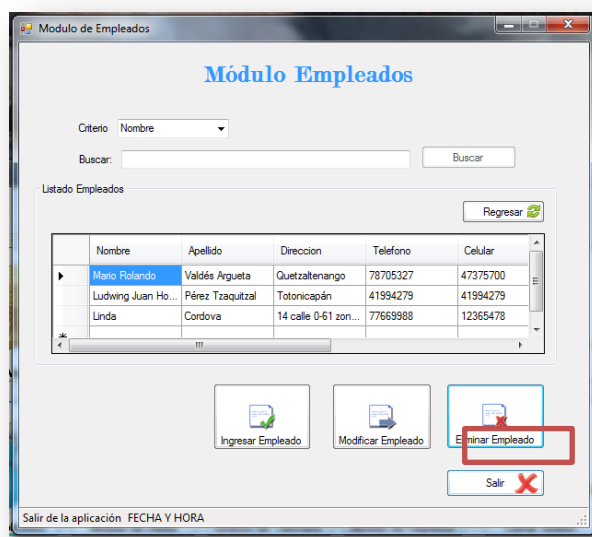 Modulo de Empleados
Módulo Empleados
Criterio Nombre
Buscar: Buscar
Listado Empleados
Regresar
Nombre Apellido Direccion Telefono Celular
Mario Rolando Valdés Argueta Quetzaltenango 78705327 47375700
Ludwing Juan Ho... Pérez Tzaquitzal Totonicapán 41994279 41994279
Linda Cordova 14 calle 0-61 zon... 77669988 12365478
Ingresar Empleado Modificar Empleado Eliminar Empleado
Salir
Salir de la aplicación FECHA Y HORA